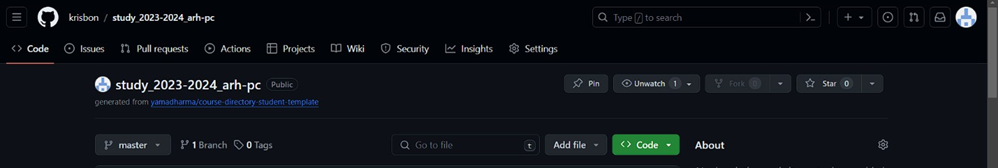 krisbon / study_2023-2024_arh-pc
Type / to search
Code Issues Pull requests Actions Projects Wiki Security Insights Settings
study_2023-2024_arh-pc Public
Pin Unwatch 1 Fork 0 Star 0
generated from yamadharma/course-directory-student-template
master 1 Branch 0 Tags Go to file t Add file Code About